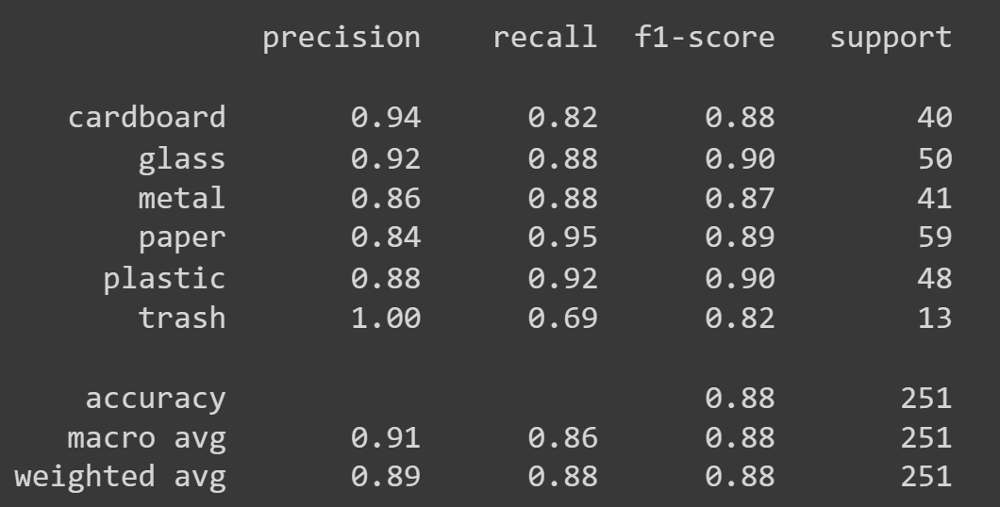 precision recall f1-score support
cardboard 0.94 0.82 0.88 40
glass 0.92 0.88 0.90 50
metal 0.86 0.88 0.87 41
paper 0.84 0.95 0.89 59
plastic 0.88 0.92 0.90 48
trash 1.00 0.69 0.82 13
accuracy 0.88 251
macro avg 0.91 0.86 0.88 251
weighted avg 0.89 0.88 0.88 251